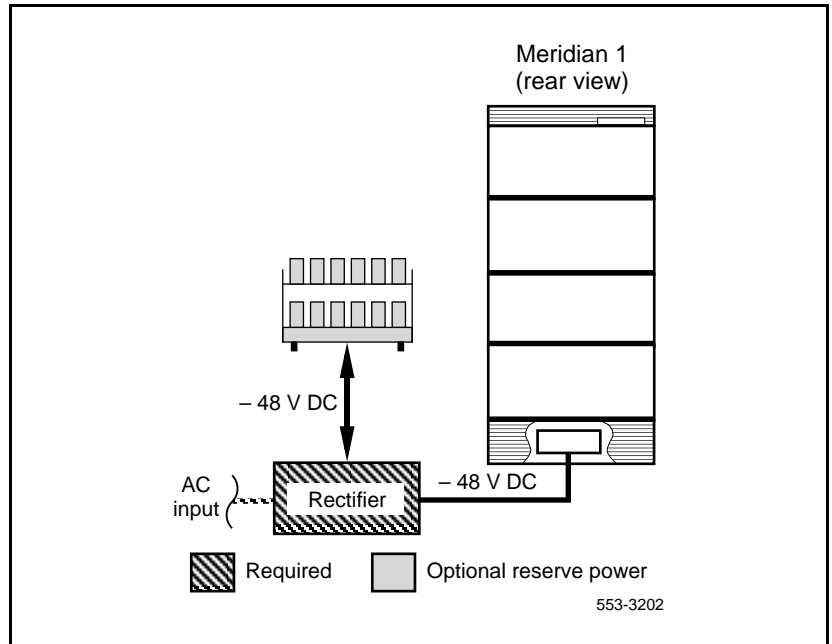 Meridian 1
(rear view)
– 48 V DC
AC
input
Rectifier
– 48 V DC
Required
Optional reserve power
553-3202